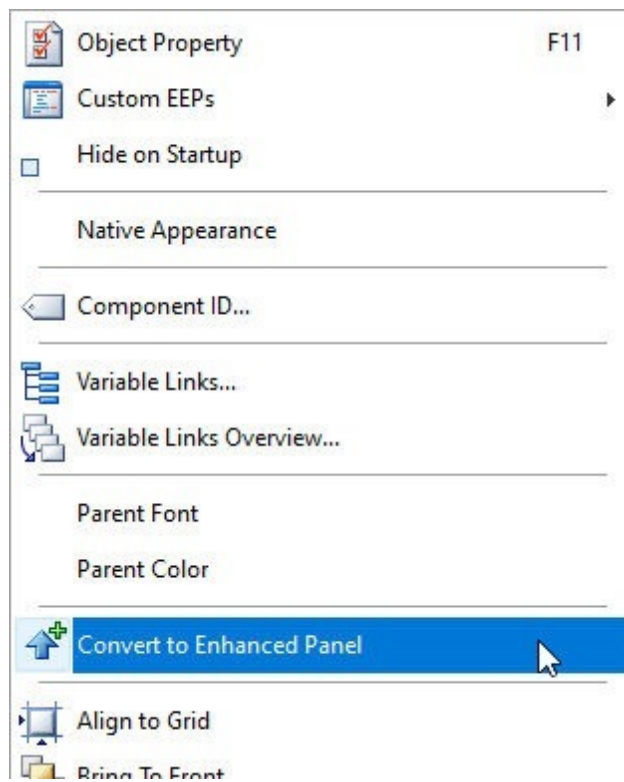 Object Property F11
Custom EEPs
Hide on Startup
Native Appearance
Component ID...
Variable Links...
Variable Links Overview...
Parent Font
Parent Color
Convert to Enhanced Panel
Align to Grid
Bring To Front